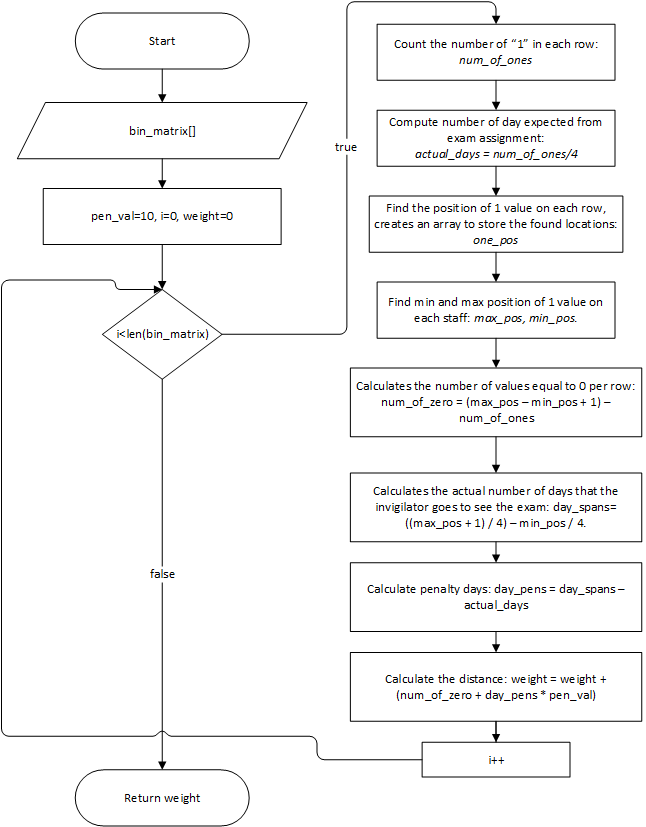 Start
bin_matrix[]
pen_val=10, i=0, weight=0
i<len(bin_matrix)
true
false
Return weight
Count the number of “1” in each row:
num_of_ones
Compute number of day expected from
exam assignment:
actual_days = num_of_ones/4
Find the position of 1 value on each row,
creates an array to store the found locations:
one_pos
Find min and max position of 1 value on
each staff: max_pos, min_pos.
Calculates the number of values equal to 0 per row:
num_of_zero = (max_pos – min_pos + 1) –
num_of_ones
Calculates the actual number of days that the
invigilator goes to see the exam: day_spans=
((max_pos + 1) / 4) – min_pos / 4.
Calculate penalty days: day_pens = day_spans –
actual_days
Calculate the distance: weight = weight +
(num_of_zero + day_pens * pen_val)
i++